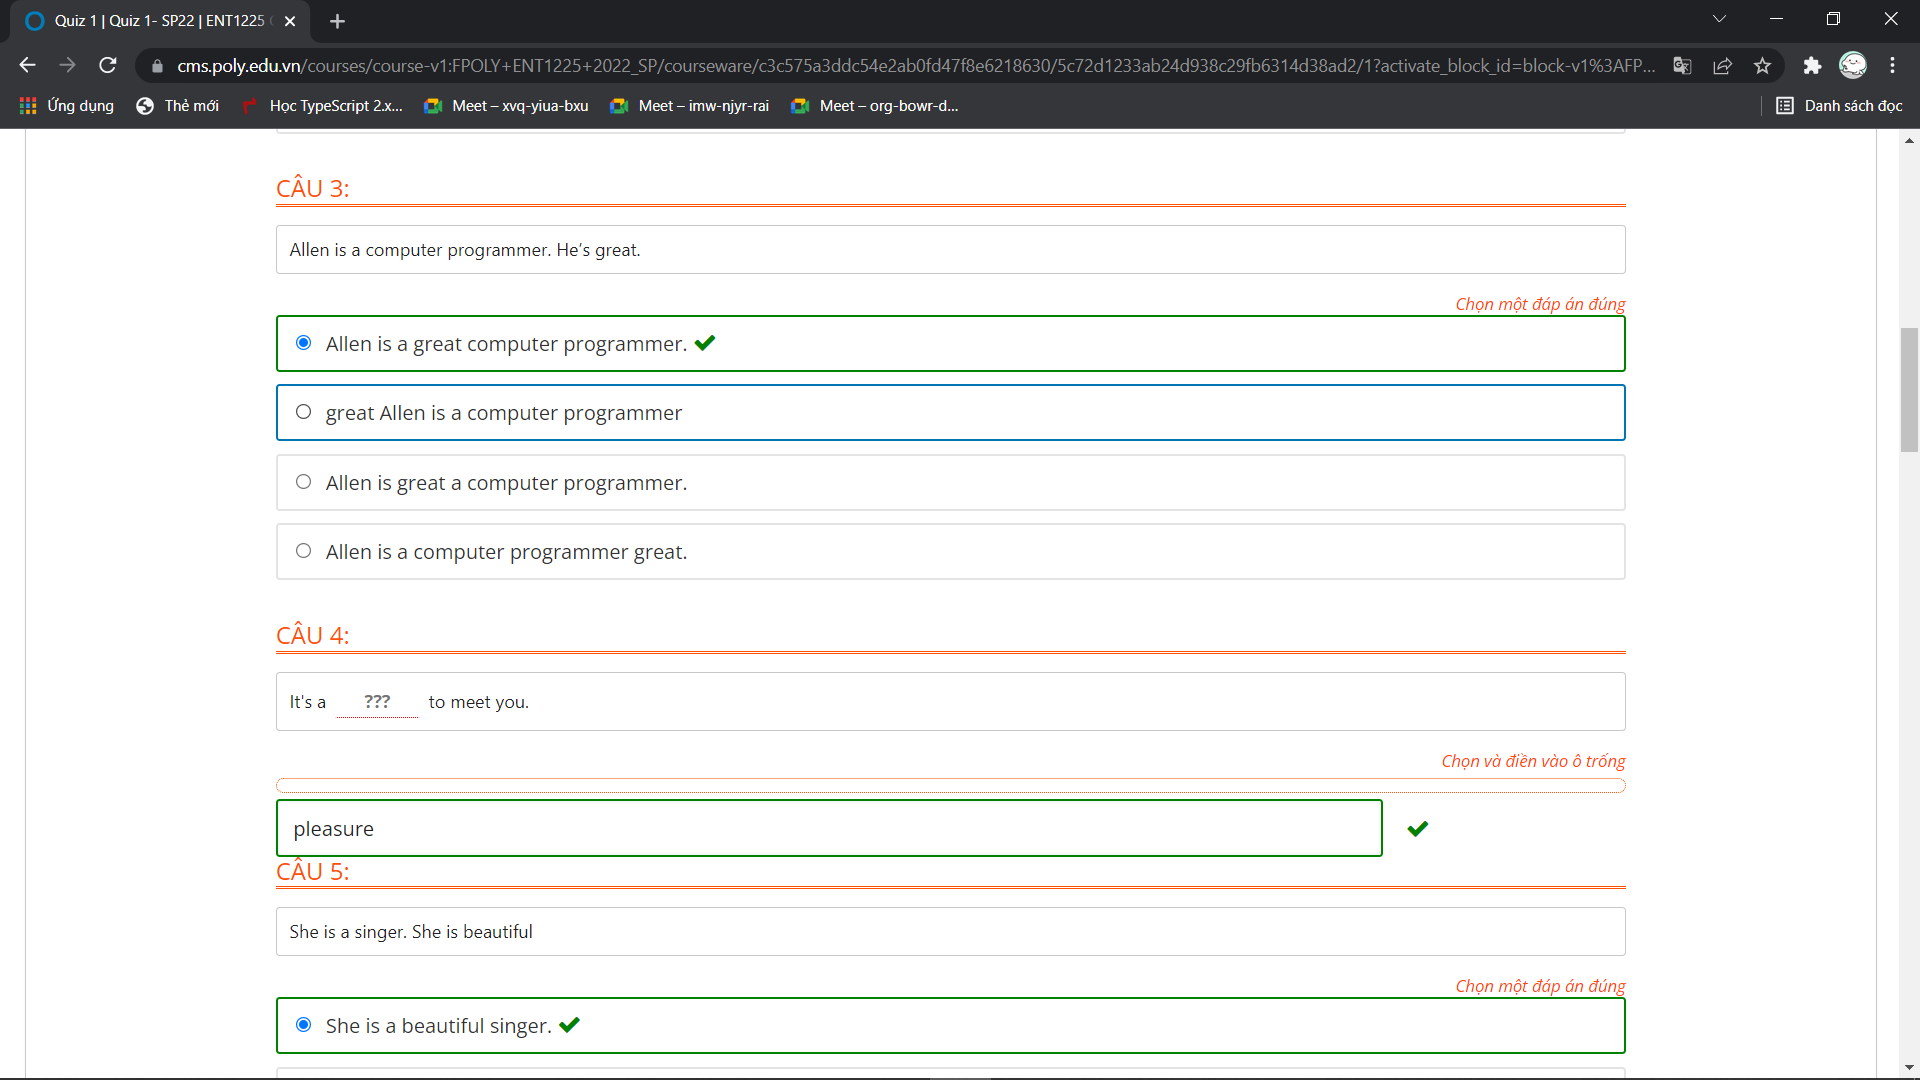 Quiz 1 | Quiz 1- SP22 | ENT1225
cms.poly.edu.vn/courses/course-v1:FPOLY+ENT1225+2022_SP/courseware/c3c575a3ddc54e2ab0fd47f8e6218630/5c72d1233ab24d938c29fb6314d38ad2/1?activate_block_id=block-v1%3AFP...
Ứng dụng Thẻ mới Học TypeScript 2.x... Meet – xvq-yiua-bxu Meet – imw-njyr-rai Meet – org-bowr-d... Danh sách đọc
CÂU 3:
Allen is a computer programmer. He’s great.
Chọn một đáp án đúng
Allen is a great computer programmer.
great Allen is a computer programmer
Allen is great a computer programmer.
Allen is a computer programmer great.
CÂU 4:
It's a ??? to meet you.
Chọn và điền vào ô trống
pleasure
CÂU 5:
She is a singer. She is beautiful
Chọn một đáp án đúng
She is a beautiful singer.